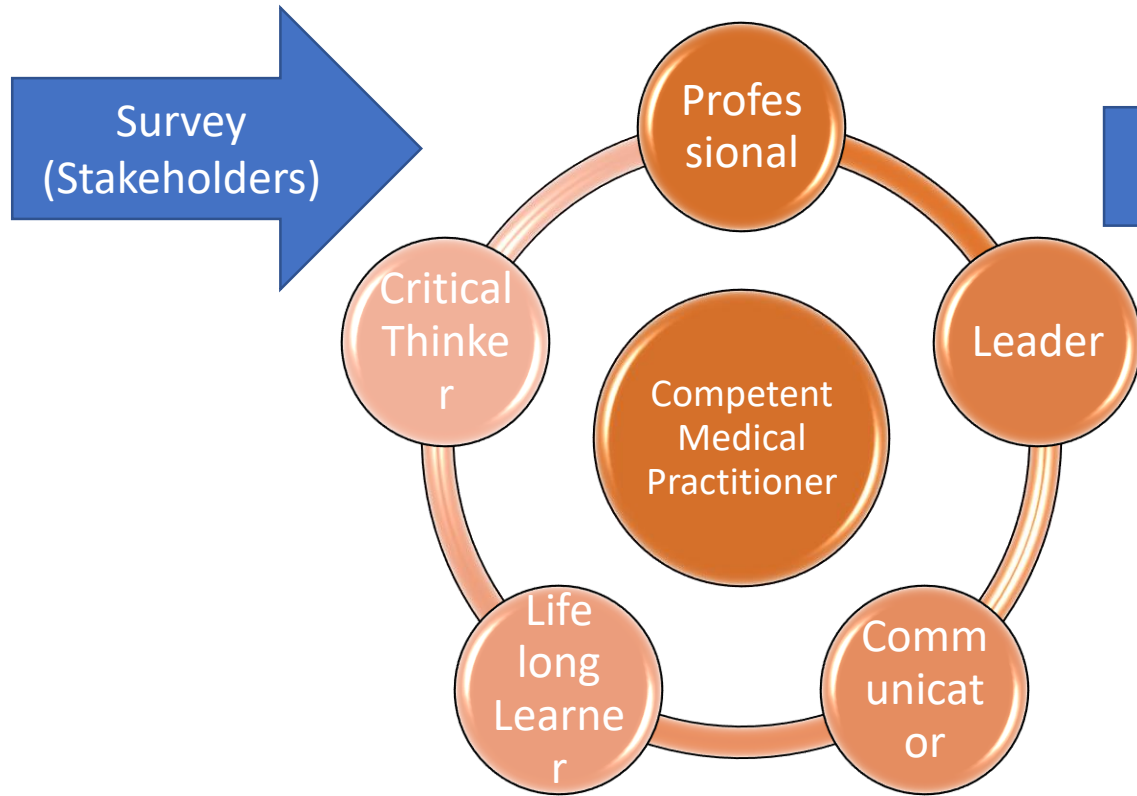 Survey
(Stakeholders)
Profes
sional
Leader
Comm
unicat
or
Life
long
Learne
r
Critical
Thinke
r
Competent
Medical
Practitioner